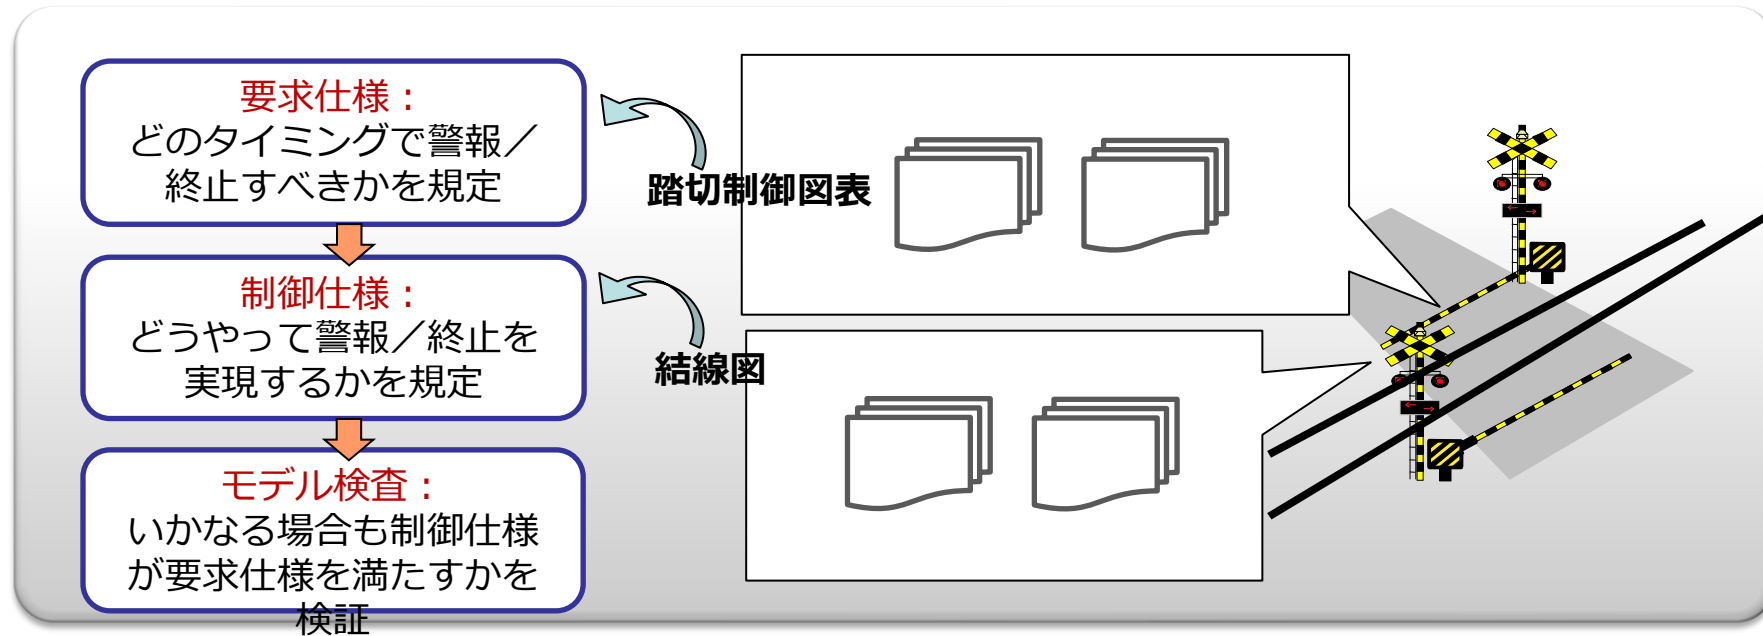 要求仕様：
どのタイミングで警報／
終止すべきかを規定
踏切制御図表
制御仕様：
どうやって警報／終止を
実現するかを規定
結線図
モデル検査：
いかなる場合も制御仕様
が要求仕様を満たすかを
検証